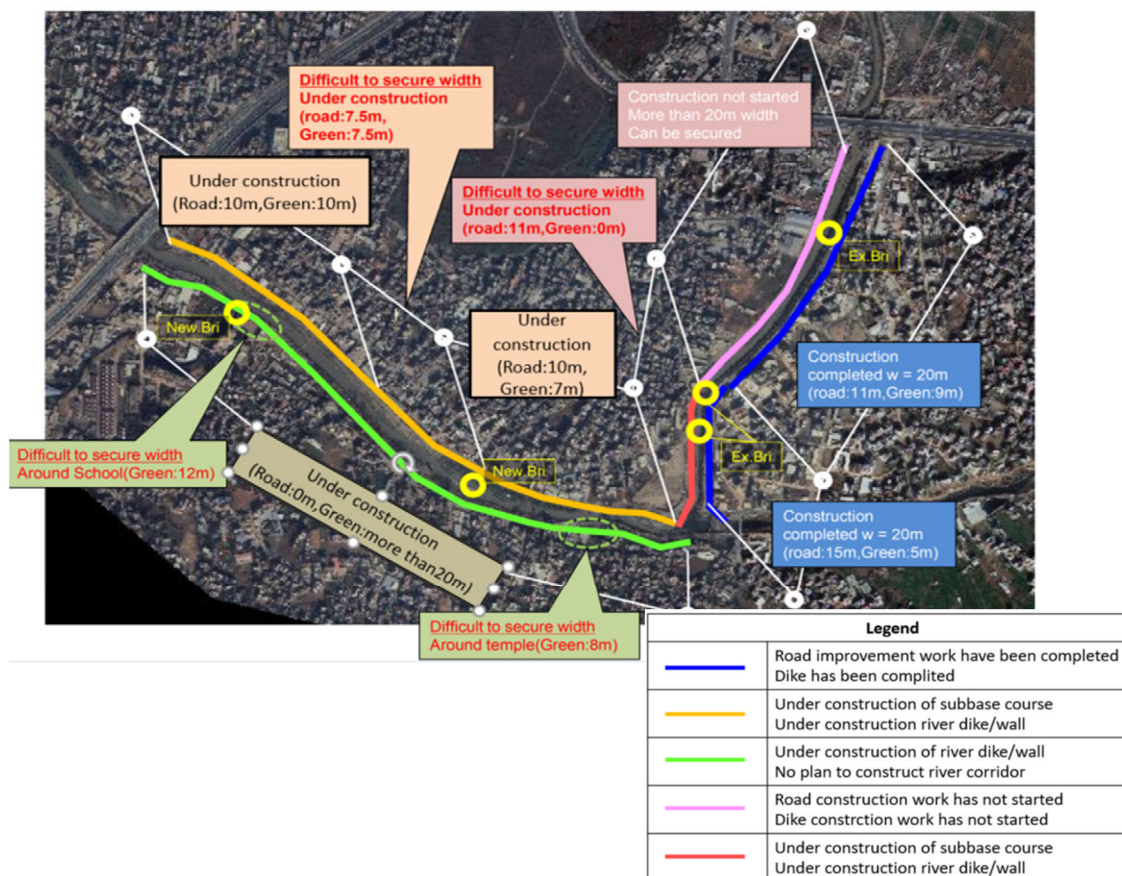 Difficult to secure width
Under construction
(road:7.5m,
Green:7.5m)
Construction not started
More than 20m width
Can be secured
Under construction
(Road:10m,Green:10m)
Difficult to secure width
Under construction
(road:11m,Green:0m)
Ex.Bri
New.Bri
Under
construction
(Road:10m,
Green:7m)
Construction
completed w = 20m
(road:11m,Green:9m)
Difficult to secure width
Around School(Green:12m)
Under construction
(Road:0m,Green:more than20m)
New.Bri
Ex.Bri
Construction
completed w = 20m
(road:15m,Green:5m)
Difficult to secure width
Around temple(Green:8m)
Legend
Road improvement work have been completed
Dike has been complited
Under construction of subbase course
Under construction river dike/wall
Under construction of river dike/wall
No plan to construct river corridor
Road construction work has not started
Dike constrction work has not started
Under construction of subbase course
Under construction river dike/wall